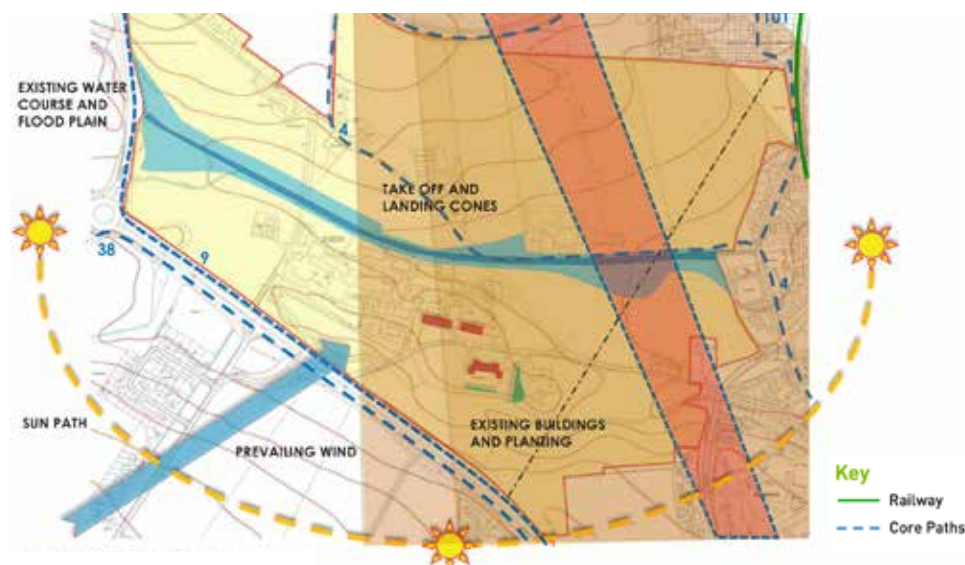 101
EXISTING WATER
COURSE AND
FLOOD PLAIN
4
TAKE OFF AND
LANDING CONES
38
9
4
SUN PATH
PREVAILING WIND
EXISTING BUILDINGS
AND PLANTING
Key
Railway
Core Paths